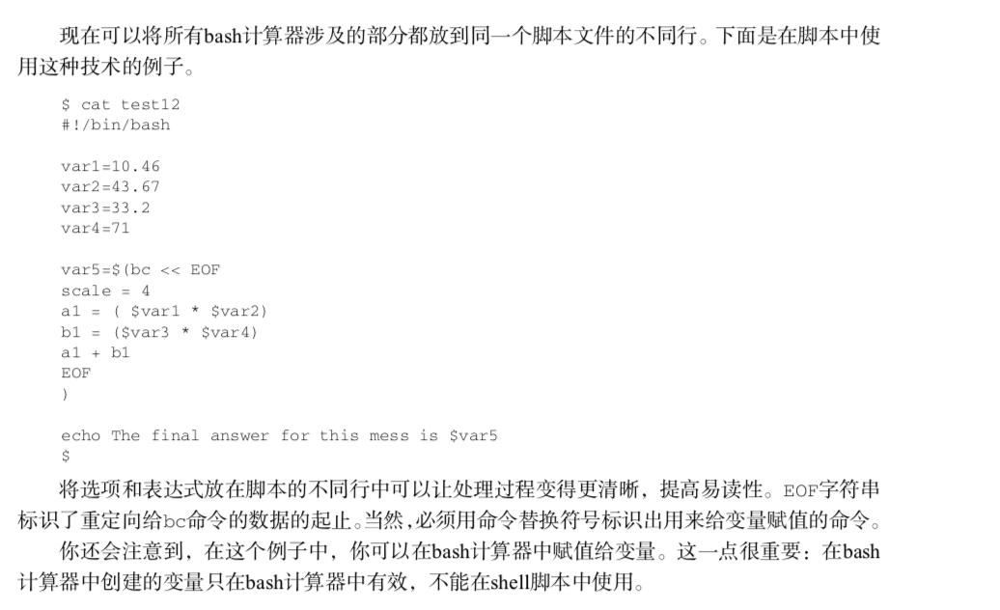 现在可以将所有bash计算器涉及的部分都放到同一个脚本文件的不同行。下面是在脚本中使
用这种技术的例子。
$ cat test12
#!/bin/bash
var1=10.46
var2=43.67
var3=33.2
var4=71
var5=$(bc << EOF
scale = 4
a1 = ( $var1 * $var2)
b1 = ($var3 * $var4)
a1 + b1
EOF
)
echo The final answer for this mess is $var5
$
将选项和表达式放在脚本的不同行中可以让处理过程变得更清晰，提高易读性。EOF字符串
标识了重定向给bc命令的数据的起止。当然，必须用命令替换符号标识出用来给变量赋值的命令。
你还会注意到，在这个例子中，你可以在bash计算器中赋值给变量。这一点很重要：在bash
计算器中创建的变量只在bash计算器中有效，不能在shell脚本中使用。